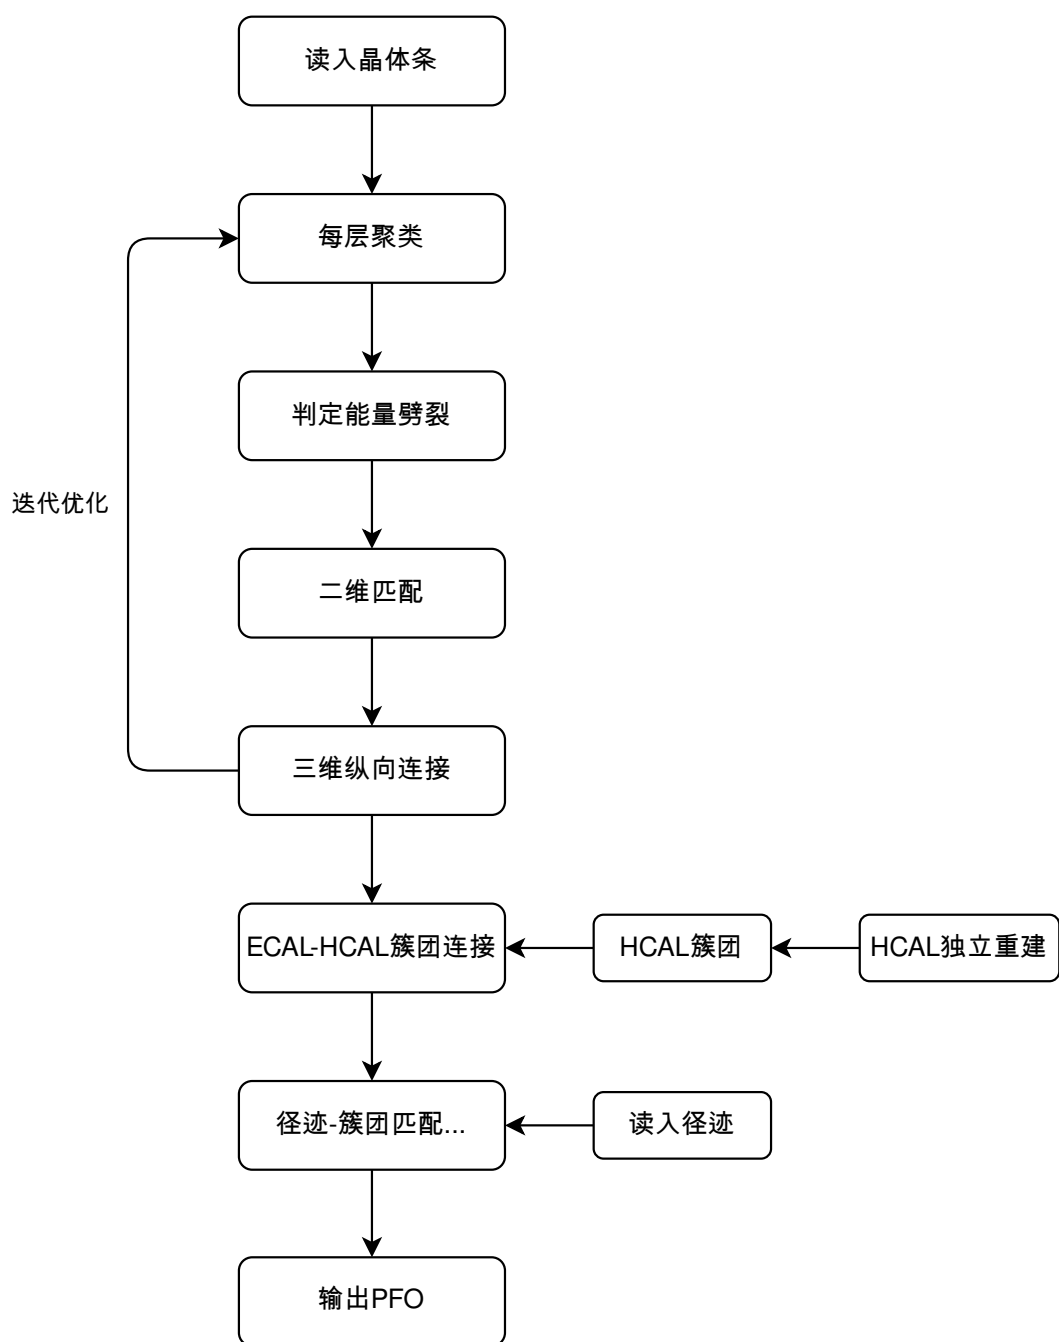 读入晶体条
每层聚类
判定能量劈裂
迭代优化
二维匹配
三维纵向连接
ECAL-HCAL簇团连接
HCAL簇团
HCAL独立重建
径迹-簇团匹配...
读入径迹
输出PFO